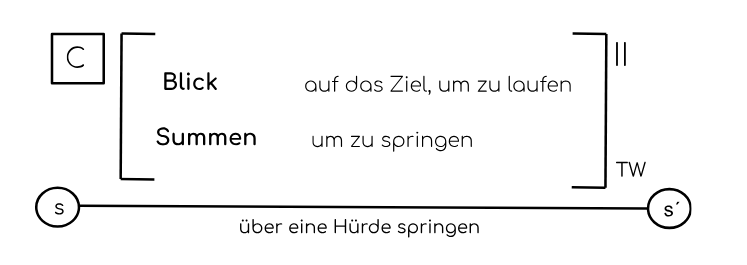 C
||
Blick auf das Ziel, um zu laufen
Summen um zu springen
TW
s s´
über eine Hürde springen